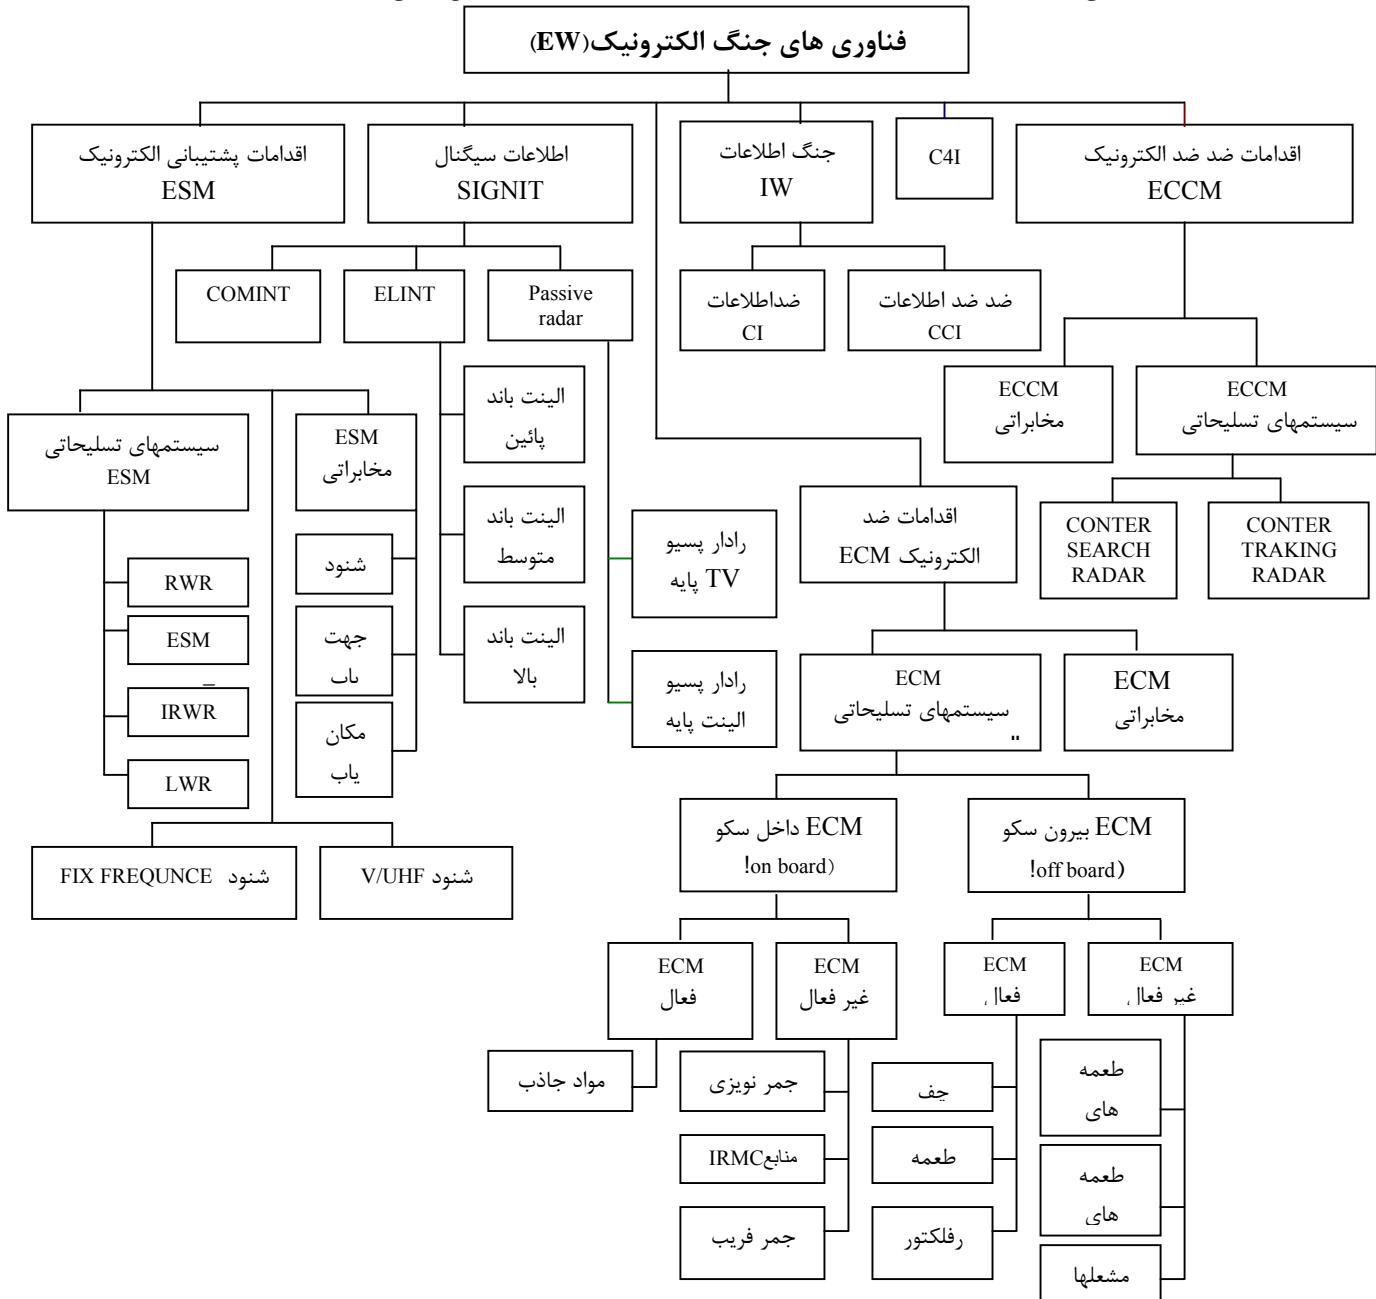 فناوری های جنگ الکترونیک(EW)
اقدامات پشتیبانی الکترونیک
ESM
اطلاعات سیگنال
SIGNIT
جنگ اطلاعات
IW
C4I
اقدامات ضد ضد الکترونیک
ECCM
COMINT
ELINT
Passive
radar
ضداطلاعات
CI
ضد ضد اطلاعات
CCI
ECCM
مخابراتی
ECCM
سیستمهای تسلیحاتی
سیستمهای تسلیحاتی
ESM
ESM
مخابراتی
الینت باند
پائین
الینت باند
متوسط
الینت باند
بالا
رادار پسیو
TV پایه
رادار پسیو
الینت پایه
اقدامات ضد
الکترونیک ECM
CONTER
SEARCH
RADAR
CONTER
TRAKING
RADAR
RWR
ESM
IRWR
LWR
شنود
جهت
یاب
مکان
یاب
ECM
سیستمهای تسلیحاتی
ECM
مخابراتی
شنود FIX FREQUNCE
شنود V/UHF
ECM داخل سکو
(on board!
ECM بیرون سکو
(off board!
ECM
فعال
ECM
غیر فعال
ECM
فعال
ECM
غیر فعال
مواد جاذب
جمر نویزی
منابعIRMC
جمر فریب
چف
طعمه
رفلکتور
طعمه
های
طعمه
های
مشعلها